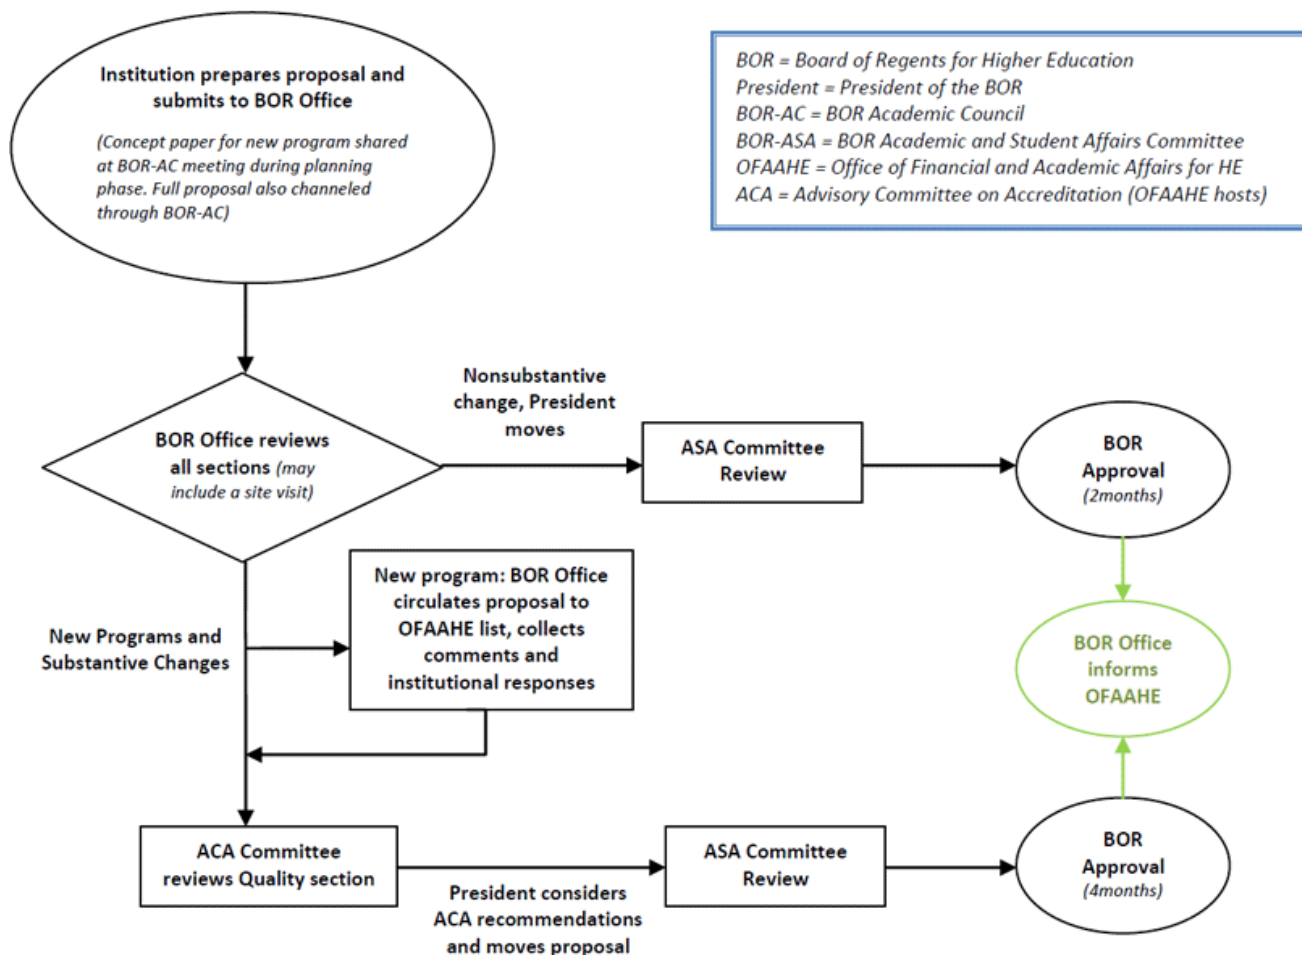 Institution prepares proposal and
submits to BOR Office
(Concept paper for new program shared
at BOR-AC meeting during planning
phase. Full proposal also channeled
through BOR-AC)
BOR = Board of Regents for Higher Education
President = President of the BOR
BOR-AC = BOR Academic Council
BOR-ASA = BOR Academic and Student Affairs Committee
OFAAHE = Office of Financial and Academic Affairs for HE
ACA = Advisory Committee on Accreditation (OFAAHE hosts)
BOR Office reviews
all sections (may
include a site visit)
Nonsubstantive
change, President
moves
ASA Committee
Review
BOR
Approval
(2months)
New Programs and
Substantive Changes
New program: BOR Office
circulates proposal to
OFAAHE list, collects
comments and
institutional responses
BOR Office
informs
OFAAHE
ACA Committee
reviews Quality section
President considers
ACA recommendations
and moves proposal
ASA Committee
Review
BOR
Approval
(4months)